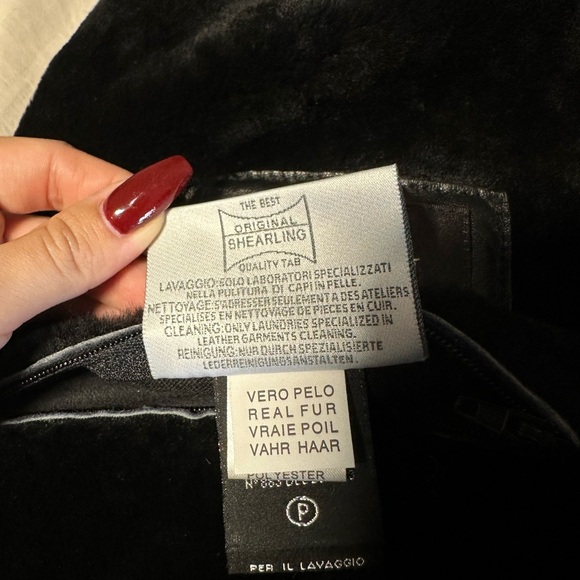 THE BEST
ORIGINAL
SHEARLING
QUALITY TAB
LAVAGGIO:SOLO LABORATORI SPECIALIZZATI
NELLA PULITURA DI CAPI IN PELLE.
NETTOYAGE:S'ADRESSER SEULEMENT A DES ATELIERS
SPECIALISES EN NETTOYAGE DE PIECES EN CUIR.
CLEANING:ONLY LAUNDRIES SPECIALIZED IN
LEATHER GARMENTS CLEANING.
REINIGUNG:NUR DURCH SPEZIALISIERTE
LEDERREINIGUNGSANSTALTEN.
VERO PELO
REAL FUR
VRAIE POIL
VAHR HAAR
POLYESTER
N° 883
P
PER IL LAVAGGIO